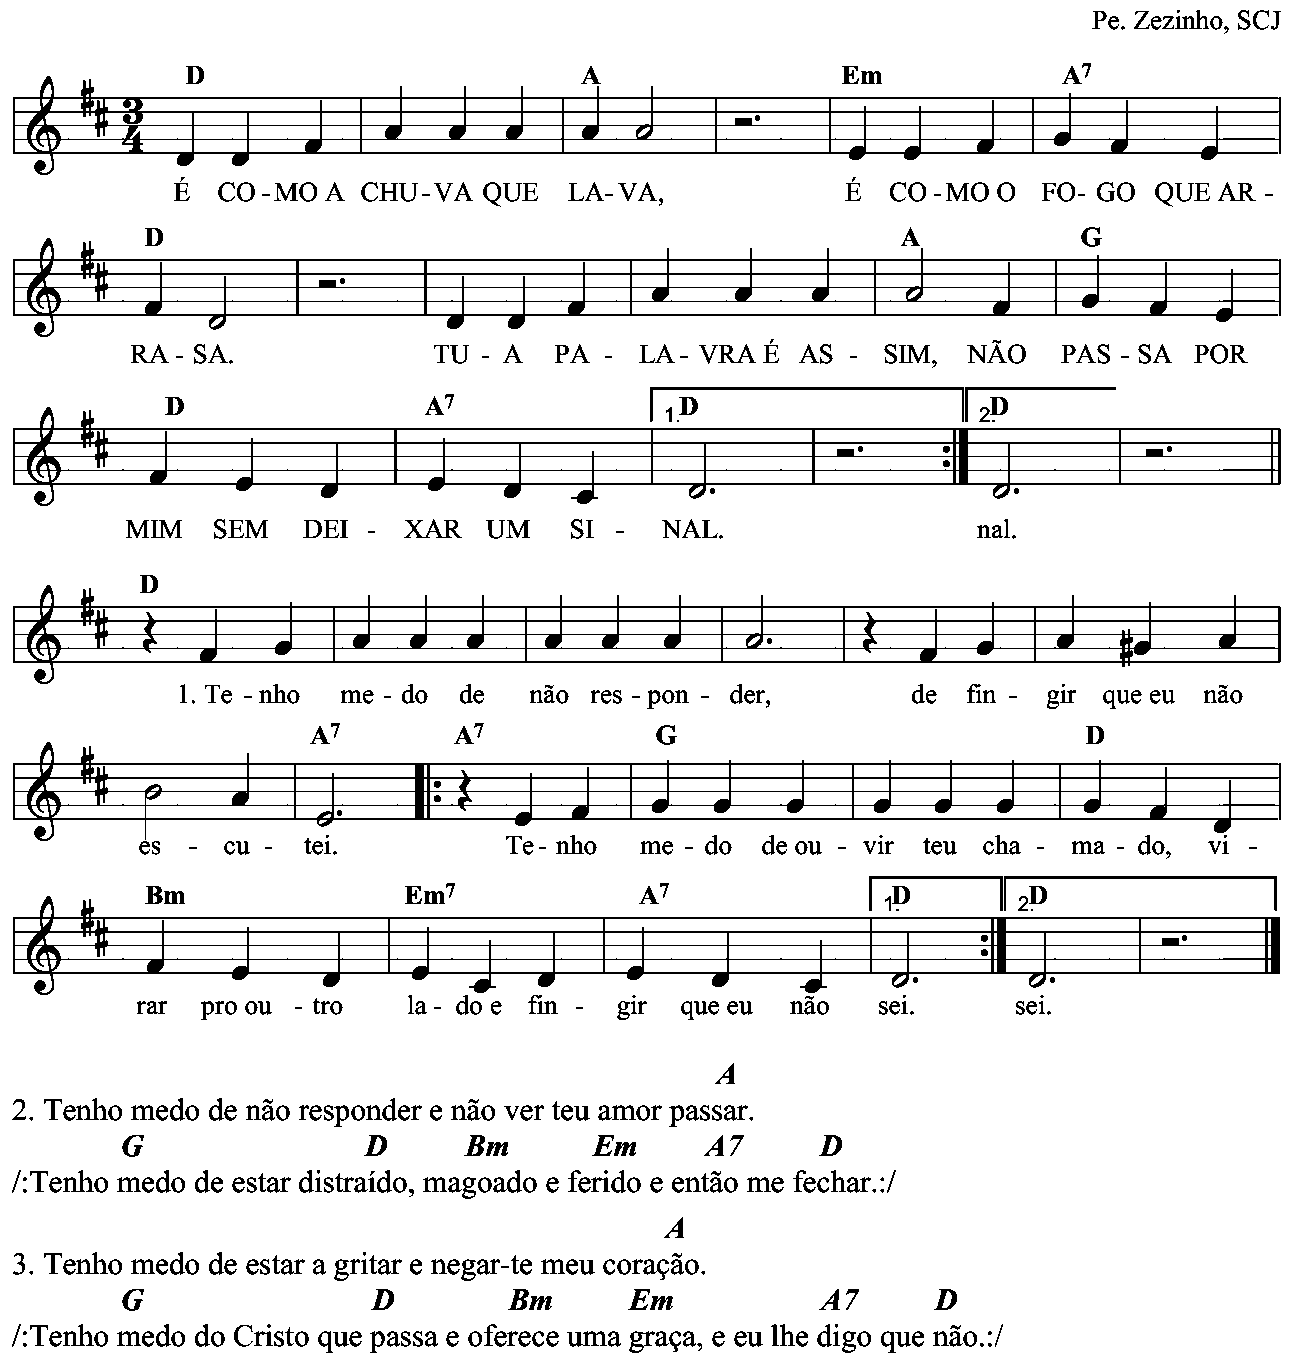 Pe. Zezinho, SCJ
D A Em A7
3
4
É CO-MO A CHU-VA QUE LA-VA, É CO-MO O FO-GO QUE AR-
D A G
RA-SA. TU-A PA-LA-VRA É AS-SIM, NÃO PAS-SA POR
D A7 1. D 2. D
MIM SEM DEI-XAR UM SI-NAL. nal.
D
1. Te-nho me-do de não res-pon-der, de fin-gir que eu não
A7 A7 G D
es-cu-tei. Te-nho me-do de ou-vir teu cha-ma-do, vi-
Bm Em7 A7 1. D 2. D
rar pro ou-tro la-do e fin-gir que eu não sei. sei.
A
2. Tenho medo de não responder e não ver teu amor passar.
G D Bm Em A7 D
/:Tenho medo de estar distraído, magoado e ferido e então me fechar.:/
A
3. Tenho medo de estar a gritar e negar-te meu coração.
G D Bm Em A7 D
/:Tenho medo do Cristo que passa e oferece uma graça, e eu lhe digo que não.:/